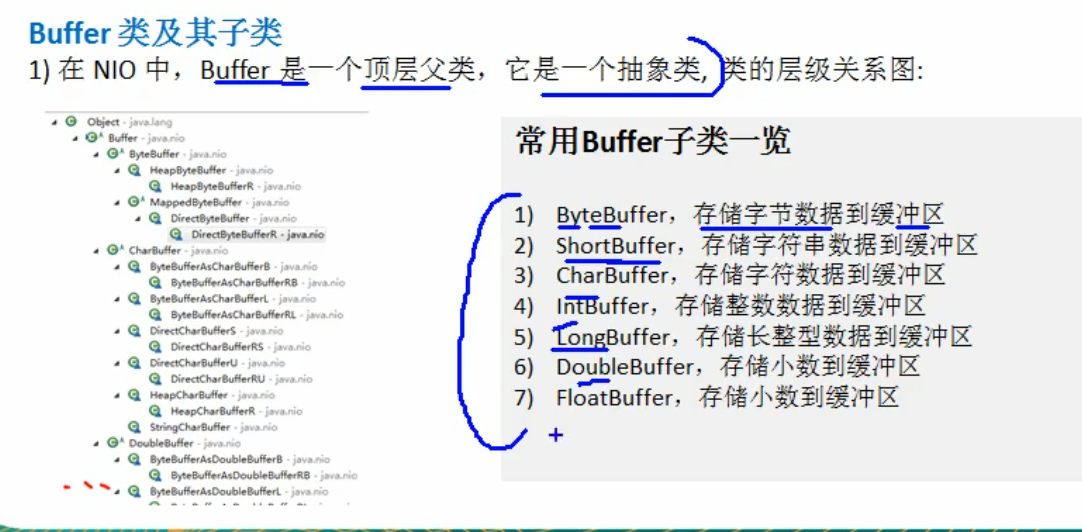 Buffer 类及其子类
1) 在 NIO 中，Buffer 是一个顶层父类，它是一个抽象类, 类的层级关系图:
Object - java.lang
Buffer - java.nio
ByteBuffer - java.nio
HeapByteBuffer - java.nio
HeapByteBufferR - java.nio
MappedByteBuffer - java.nio
DirectByteBuffer - java.nio
DirectByteBufferR - java.nio
CharBuffer - java.nio
ByteBufferAsCharBufferB - java.nio
ByteBufferAsCharBufferRB - java.nio
ByteBufferAsCharBufferL - java.nio
ByteBufferAsCharBufferRL - java.nio
DirectCharBufferS - java.nio
DirectCharBufferRS - java.nio
DirectCharBufferU - java.nio
DirectCharBufferRU - java.nio
HeapCharBuffer - java.nio
HeapCharBufferR - java.nio
StringCharBuffer - java.nio
DoubleBuffer - java.nio
ByteBufferAsDoubleBufferB - java.nio
ByteBufferAsDoubleBufferRB - java.nio
ByteBufferAsDoubleBufferL - java.nio
常用Buffer子类一览
1) ByteBuffer，存储字节数据到缓冲区
2) ShortBuffer，存储字符串数据到缓冲区
3) CharBuffer，存储字符数据到缓冲区
4) IntBuffer，存储整数数据到缓冲区
5) LongBuffer，存储长整型数据到缓冲区
6) DoubleBuffer，存储小数到缓冲区
7) FloatBuffer，存储小数到缓冲区